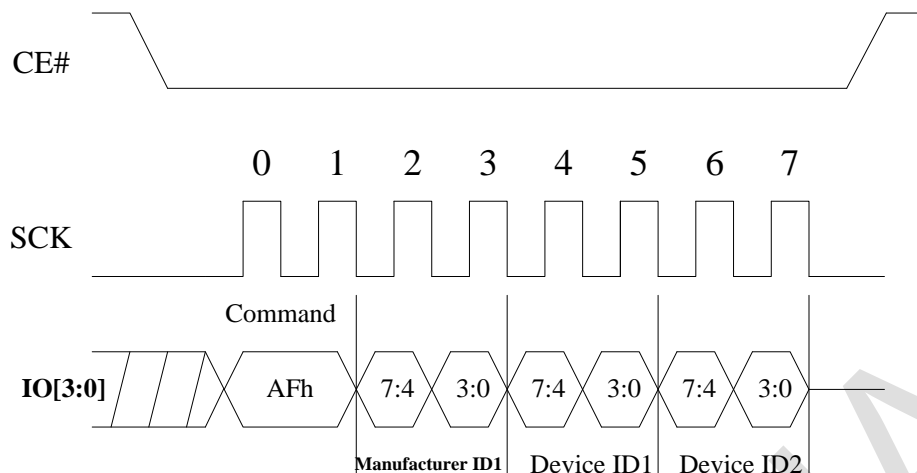 CE#
0 1 2 3 4 5 6 7
SCK
Command
IO[3:0] AFh 7:4 3:0 7:4 3:0 7:4 3:0
Manufacturer ID1 Device ID1 Device ID2